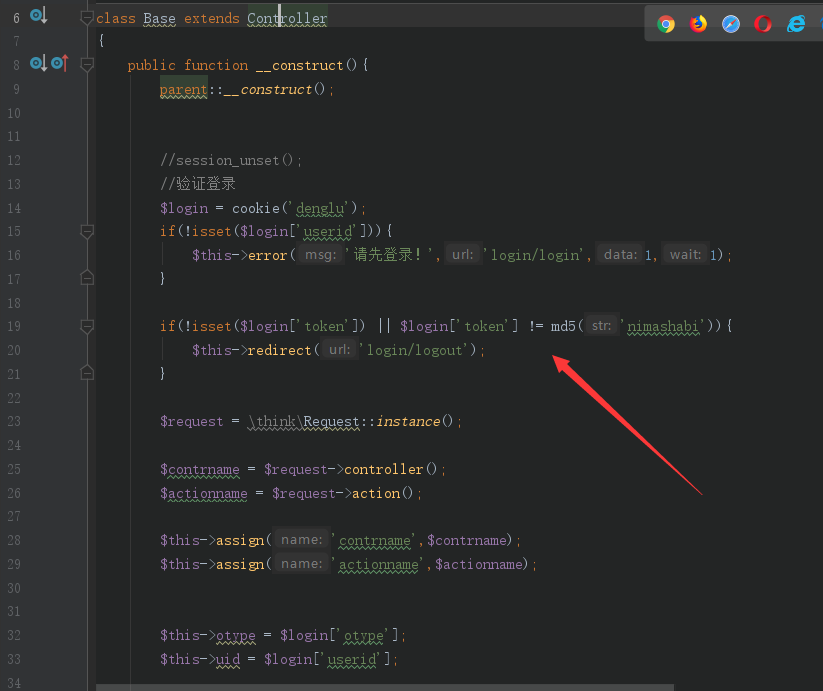 6 class Base extends Controller
7 {
8 public function __construct(){
9 parent::__construct();
10
11
12 //session_unset();
13 //验证登录
14 $login = cookie('denglu');
15 if(!isset($login['userid'])){
16 $this->error( msg: '请先登录!', url: 'login/login', data: 1, wait: 1);
17 }
18
19 if(!isset($login['token']) || $login['token'] != md5( str: 'nimashabi')){
20 $this->redirect( url: 'login/logout');
21 }
22
23 $request = \think\Request::instance();
24
25 $contrname = $request->controller();
26 $actionname = $request->action();
27
28 $this->assign( name: 'contrname',$contrname);
29 $this->assign( name: 'actionname',$actionname);
30
31
32 $this->otype = $login['otype'];
33 $this->uid = $login['userid'];
34